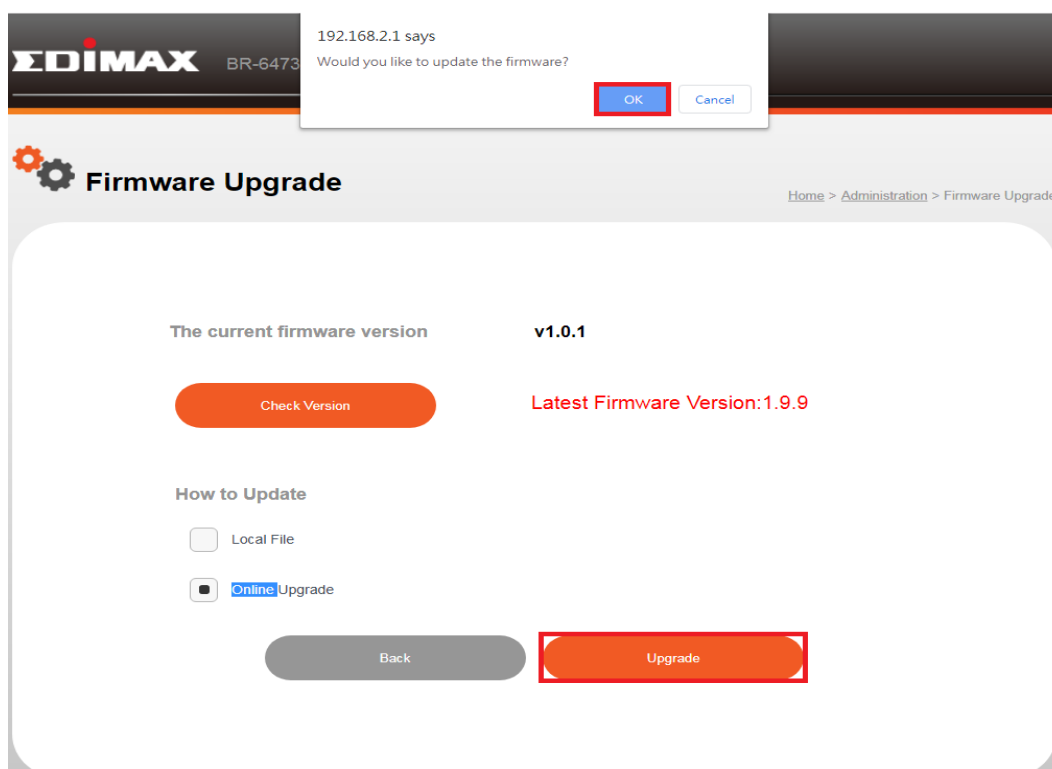 192.168.2.1 says
Would you like to update the firmware?
OK
Cancel
EDIMAX
BR-6473
Firmware Upgrade
Home > Administration > Firmware Upgrade
The current firmware version
v1.0.1
Check Version
Latest Firmware Version:1.9.9
How to Update
Local File
Online Upgrade
Back
Upgrade